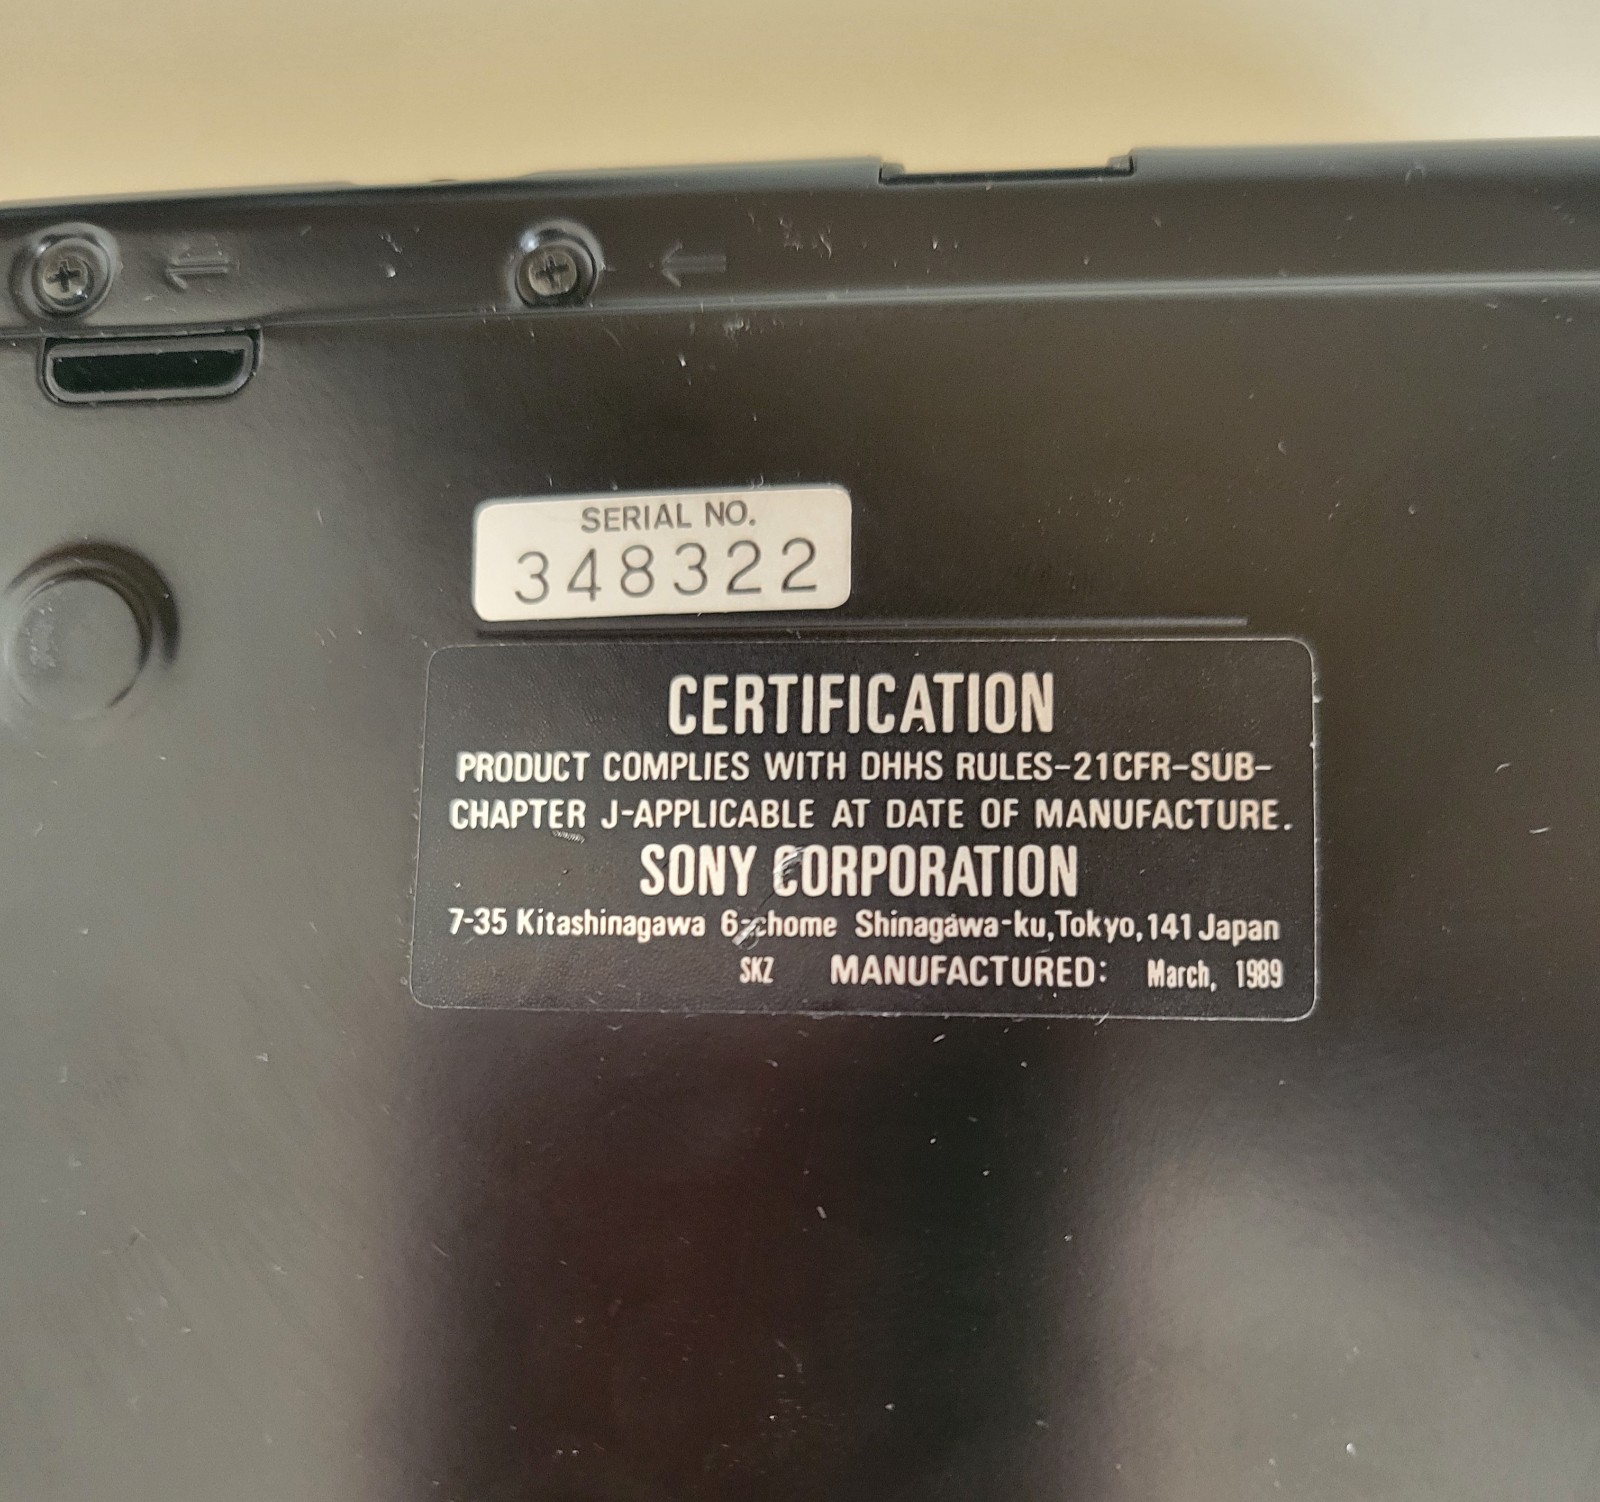 SERIAL NO.
348322
CERTIFICATION
PRODUCT COMPLIES WITH DHHS RULES-21CFR-SUB-
CHAPTER J-APPLICABLE AT DATE OF MANUFACTURE.
SONY CORPORATION
7-35 Kitashinagawa 6-chome Shinagawa-ku,Tokyo,141 Japan
SKZ MANUFACTURED: March, 1989